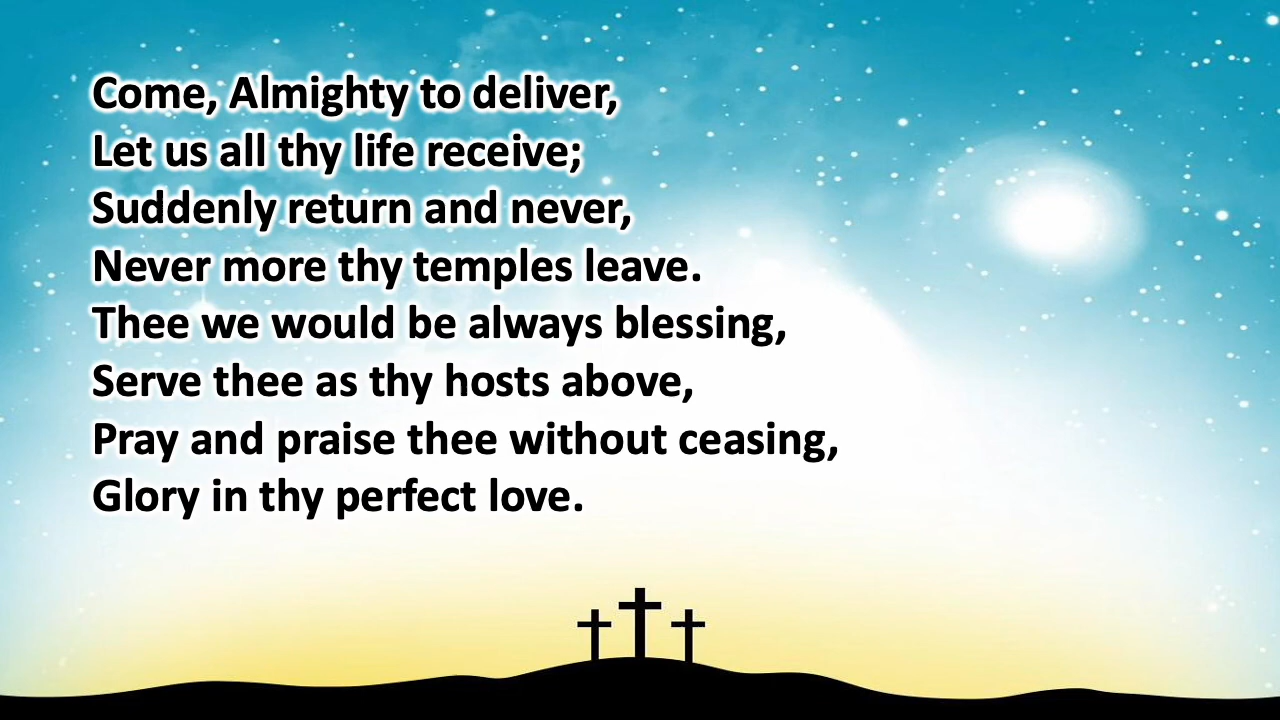 Come, Almighty to deliver,
Let us all thy life receive;
Suddenly return and never,
Never more thy temples leave.
Thee we would be always blessing,
Serve thee as thy hosts above,
Pray and praise thee without ceasing,
Glory in thy perfect love.